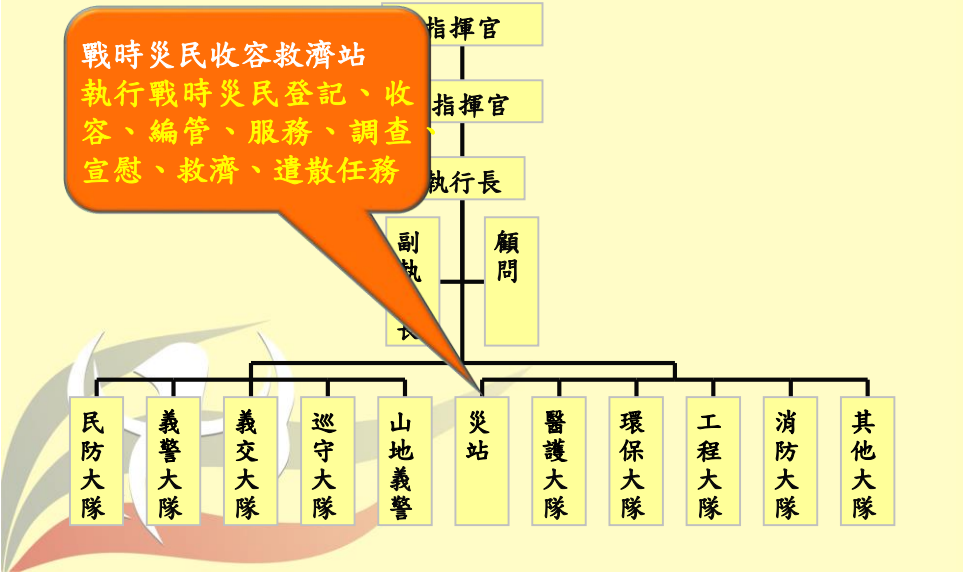 指揮官
戰時災民收容救濟站
執行戰時災民登記、收
容、編管、服務、調查、
宣慰、救濟、遣散任務
指揮官
執行長
副執
長
顧問
民防大隊
義警大隊
義交大隊
巡守大隊
山地義警
災站
醫護大隊
環保大隊
工程大隊
消防大隊
其他大隊